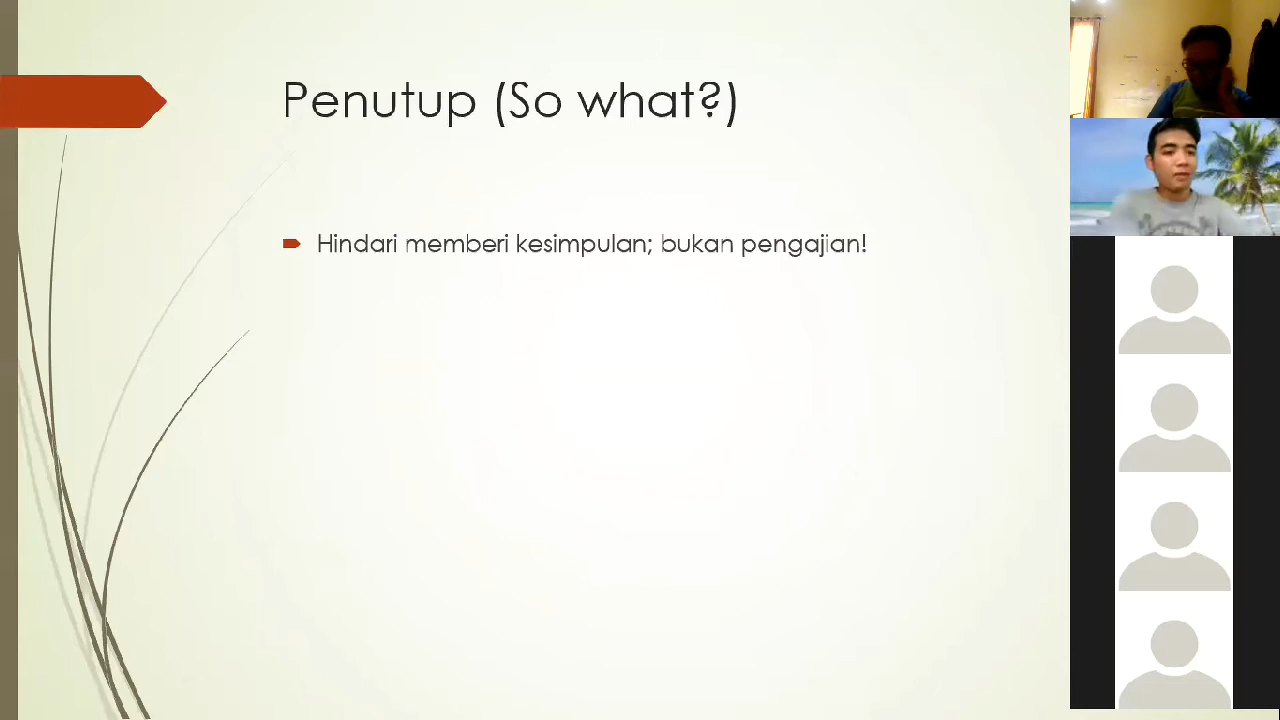 Penutup (So what?)
Hindari memberi kesimpulan; bukan pengajian!